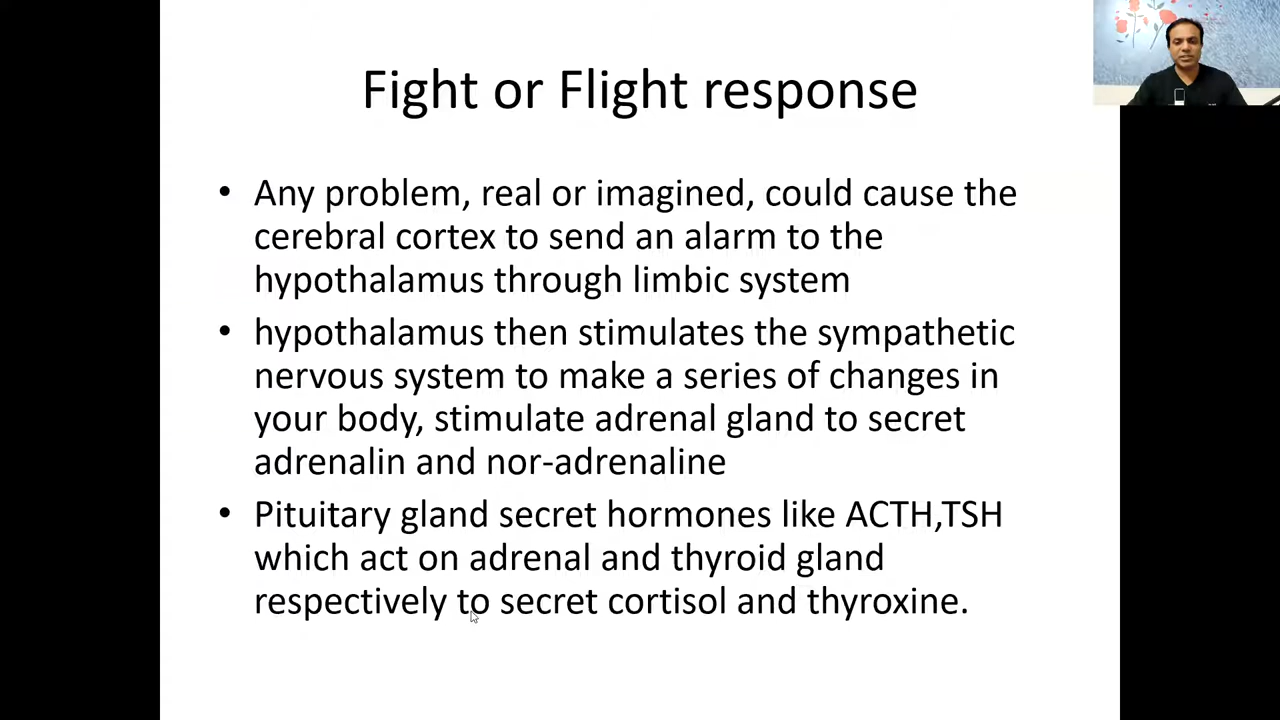 Fight or Flight response
• Any problem, real or imagined, could cause the
cerebral cortex to send an alarm to the
hypothalamus through limbic system
• hypothalamus then stimulates the sympathetic
nervous system to make a series of changes in
your body, stimulate adrenal gland to secret
adrenalin and nor-adrenaline
• Pituitary gland secret hormones like ACTH,TSH
which act on adrenal and thyroid gland
respectively to secret cortisol and thyroxine.